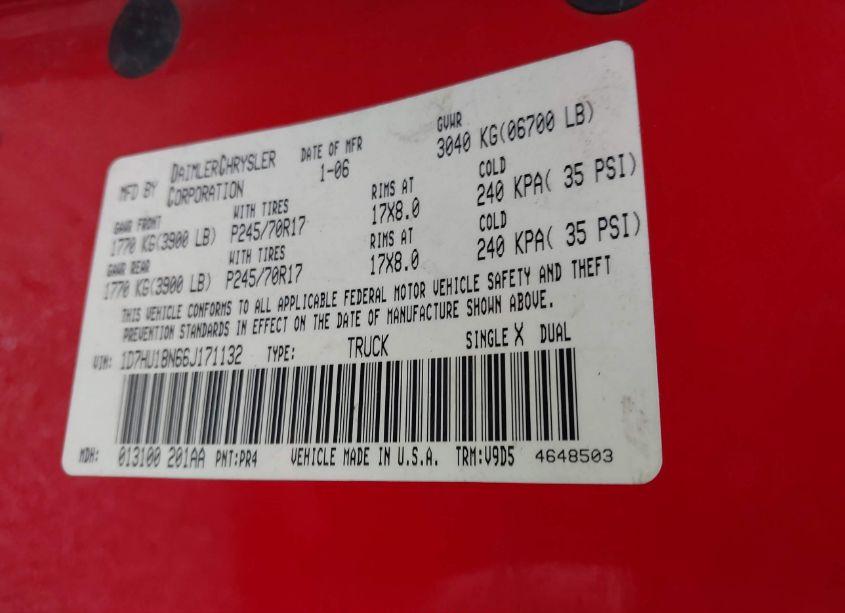 MFD BY DAIMLERCHRYSLER CORPORATION DATE OF MFR 1-06 GVWR 3040 KG(06700 LB)
GAWR FRONT WITH TIRES RIMS AT COLD
1770 KG(3900 LB) P245/70R17 17X8.0 240 KPA( 35 PSI)
GAWR REAR WITH TIRES RIMS AT COLD
1770 KG(3900 LB) P245/70R17 17X8.0 240 KPA( 35 PSI)
THIS VEHICLE CONFORMS TO ALL APPLICABLE FEDERAL MOTOR VEHICLE SAFETY AND THEFT
PREVENTION STANDARDS IN EFFECT ON THE DATE OF MANUFACTURE SHOWN ABOVE.
VIN: 1D7HU18N66J171132 TYPE: TRUCK SINGLE X DUAL
MDH: 013100 201AA PNT:PR4 VEHICLE MADE IN U.S.A. TRM:V9D5 4648503